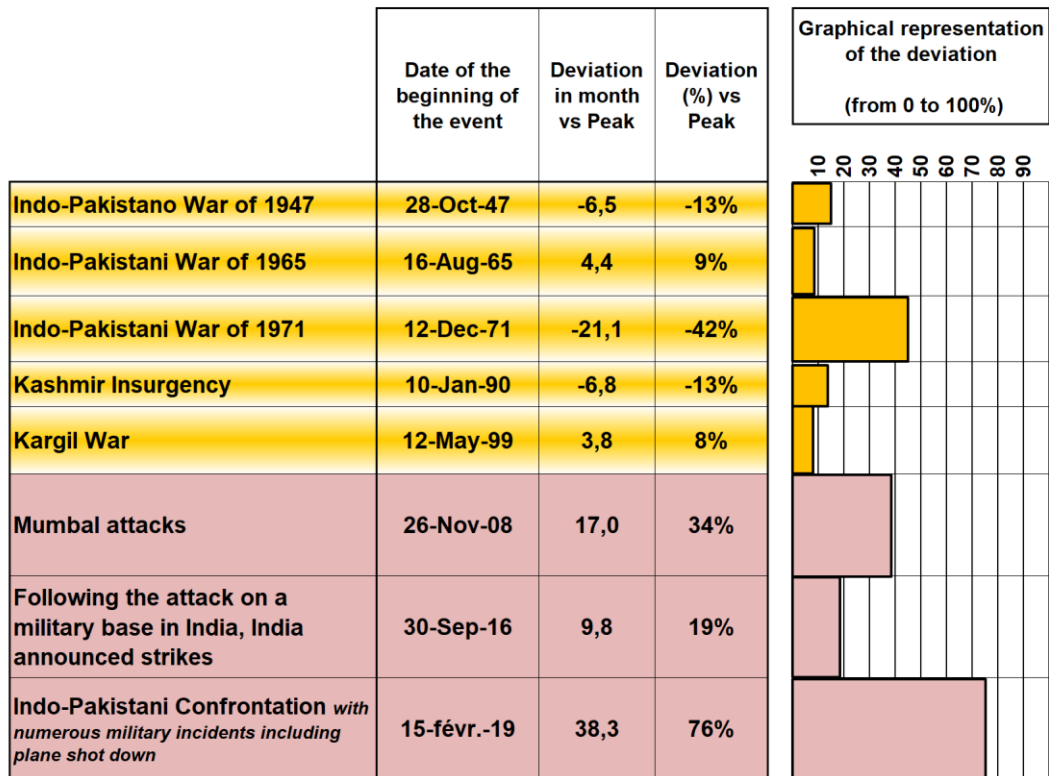 Date of the
beginning of
the event
Deviation
in month
vs Peak
Deviation
(%) vs
Peak
Graphical representation
of the deviation
(from 0 to 100%)
10 20 30 40 50 60 70 80 90
Indo-Pakistano War of 1947 28-Oct-47 -6,5 -13%
Indo-Pakistani War of 1965 16-Aug-65 4,4 9%
Indo-Pakistani War of 1971 12-Dec-71 -21,1 -42%
Kashmir Insurgency 10-Jan-90 -6,8 -13%
Kargil War 12-May-99 3,8 8%
Mumbal attacks 26-Nov-08 17,0 34%
Following the attack on a
military base in India, India
announced strikes
30-Sep-16 9,8 19%
Indo-Pakistani Confrontation with
numerous military incidents including
plane shot down
15-févr.-19 38,3 76%